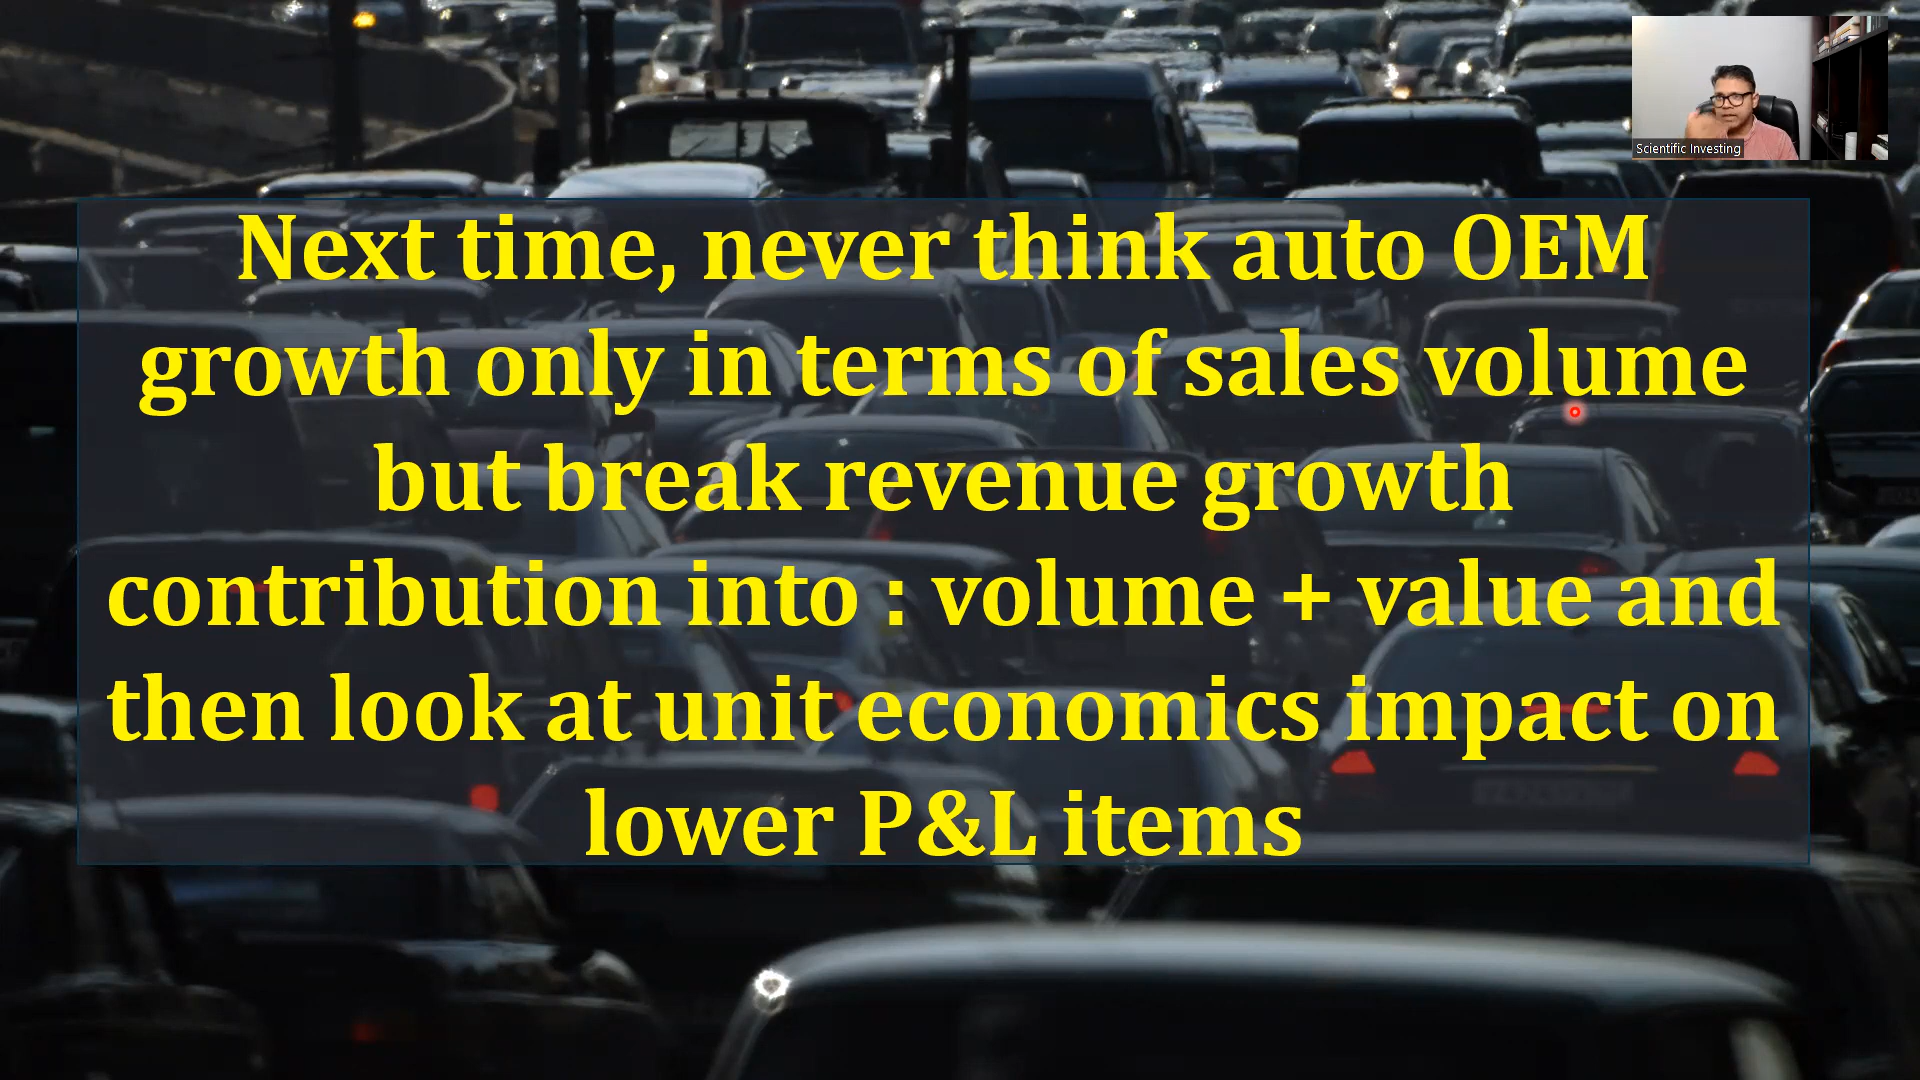 Scientific Investing
Next time, never think auto OEM
growth only in terms of sales volume
but break revenue growth
contribution into : volume + value and
then look at unit economics impact on
lower P&L items